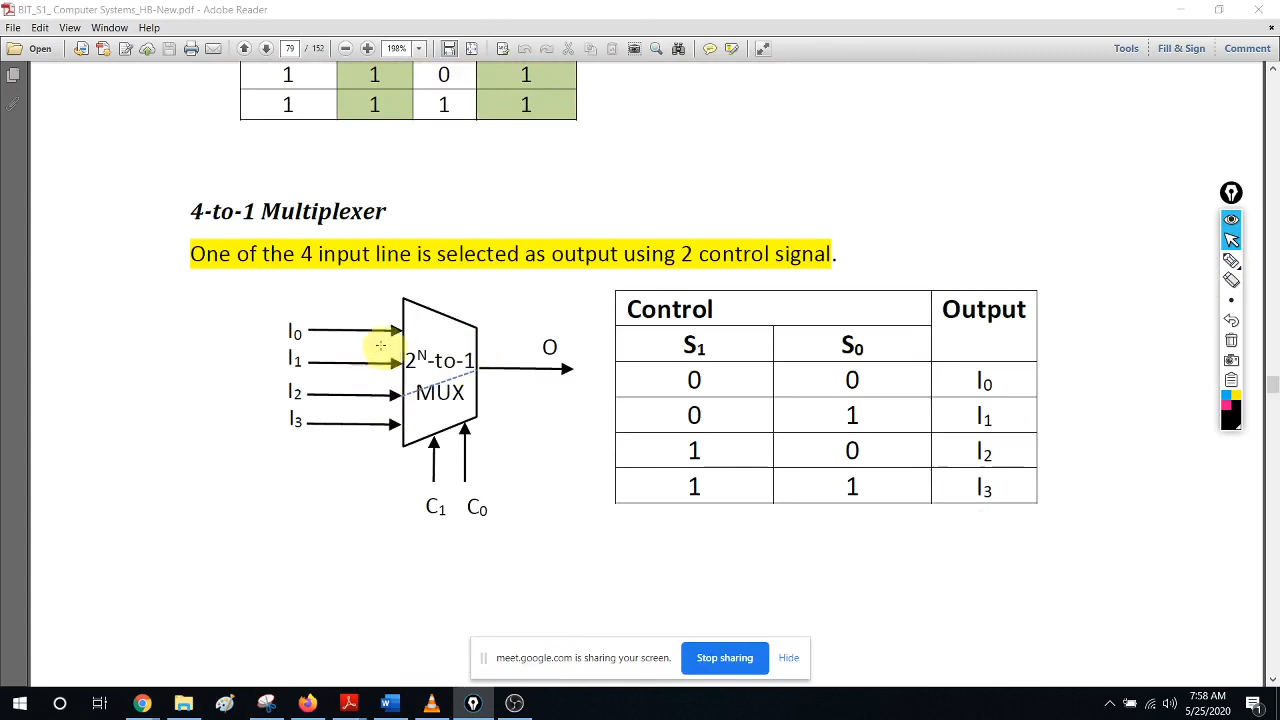 BIT_S1_ Computer Systems_HB-New.pdf - Adobe Reader
File Edit View Window Help
Open 79 / 152 198% Tools Fill & Sign Comment
1 1 0 1
1 1 1 1
4-to-1 Multiplexer
One of the 4 input line is selected as output using 2 control signal.
I0
I1
I2
I3
2^N-to-1
MUX
O
C1 C0
Control Output
S1 S0
0 0 I0
0 1 I1
1 0 I2
1 1 I3
meet.google.com is sharing your screen. Stop sharing Hide
7:58 AM
5/25/2020